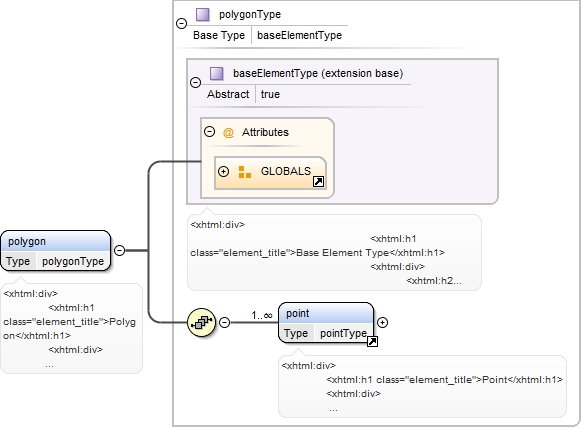 polygonType
Base Type baseElementType
baseElementType (extension base)
Abstract true
@ Attributes
GLOBALS
<xhtml:div>
<xhtml:h1
class="element_title">Base Element Type</xhtml:h1>
<xhtml:div>
<xhtml:h2...
polygon
Type polygonType
<xhtml:div>
<xhtml:h1
class="element_title">Polyg
on</xhtml:h1>
<xhtml:div>
...
1..∞
point
Type pointType
<xhtml:div>
<xhtml:h1 class="element_title">Point</xhtml:h1>
<xhtml:div>
...